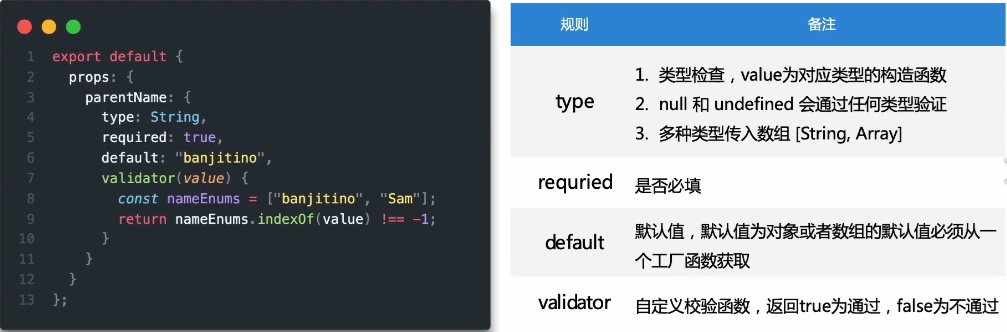 1 export default {
2 props: {
3 parentName: {
4 type: String,
5 required: true,
6 default: "banjitino",
7 validator(value) {
8 const nameEnums = ["banjitino", "Sam"];
9 return nameEnums.indexOf(value) !== -1;
10 }
11 }
12 }
13 };
规则 备注
type
1. 类型检查，value为对应类型的构造函数
2. null 和 undefined 会通过任何类型验证
3. 多种类型传入数组 [String, Array]
requried 是否必填
default
默认值，默认值为对象或者数组的默认值必须从一
个工厂函数获取
validator 自定义校验函数，返回true为通过，false为不通过